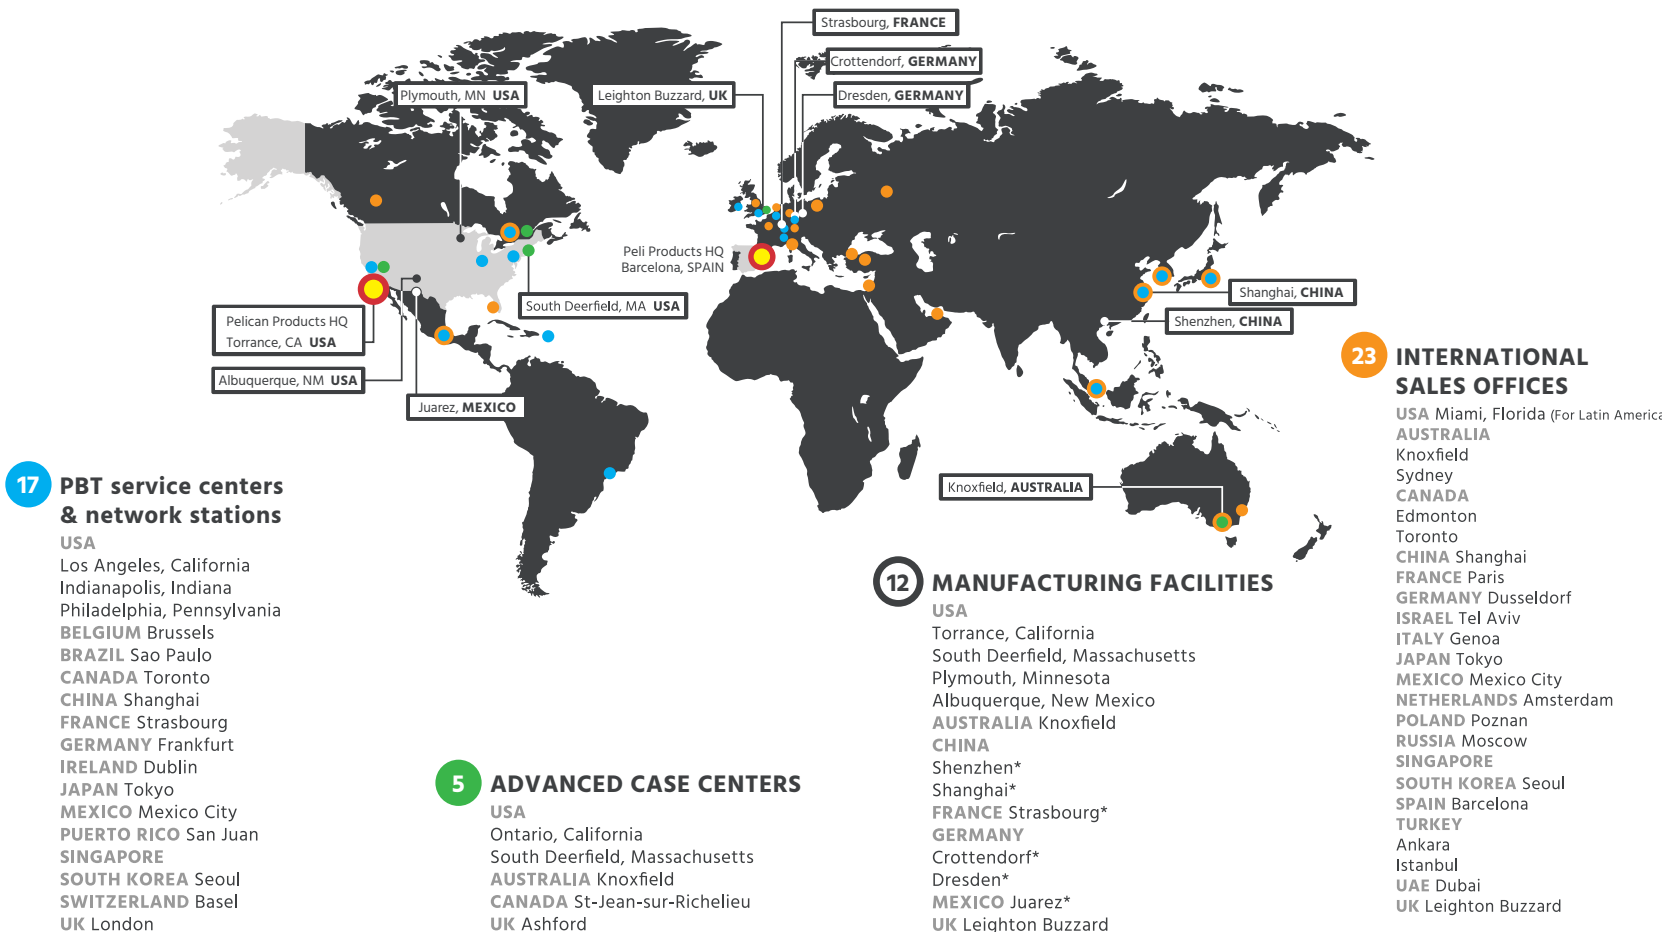 Strasbourg, FRANCE
Crottendorf, GERMANY
Plymouth, MN USA
Leighton Buzzard, UK
Dresden, GERMANY
Peli Products HQ
Barcelona, SPAIN
South Deerfield, MA USA
Shanghai, CHINA
Shenzhen, CHINA
Pelican Products HQ
Torrance, CA USA
Albuquerque, NM USA
Juarez, MEXICO
Knoxfield, AUSTRALIA
17 PBT service centers
& network stations
USA
Los Angeles, California
Indianapolis, Indiana
Philadelphia, Pennsylvania
BELGIUM Brussels
BRAZIL Sao Paulo
CANADA Toronto
CHINA Shanghai
FRANCE Strasbourg
GERMANY Frankfurt
IRELAND Dublin
JAPAN Tokyo
MEXICO Mexico City
PUERTO RICO San Juan
SINGAPORE
SOUTH KOREA Seoul
SWITZERLAND Basel
UK London
5 ADVANCED CASE CENTERS
USA
Ontario, California
South Deerfield, Massachusetts
AUSTRALIA Knoxfield
CANADA St-Jean-sur-Richelieu
UK Ashford
12 MANUFACTURING FACILITIES
USA
Torrance, California
South Deerfield, Massachusetts
Plymouth, Minnesota
Albuquerque, New Mexico
AUSTRALIA Knoxfield
CHINA
Shenzhen*
Shanghai*
FRANCE Strasbourg*
GERMANY
Crottendorf*
Dresden*
MEXICO Juarez*
UK Leighton Buzzard
23 INTERNATIONAL
SALES OFFICES
USA Miami, Florida (For Latin America
AUSTRALIA
Knoxfield
Sydney
CANADA
Edmonton
Toronto
CHINA Shanghai
FRANCE Paris
GERMANY Dusseldorf
ISRAEL Tel Aviv
ITALY Genoa
JAPAN Tokyo
MEXICO Mexico City
NETHERLANDS Amsterdam
POLAND Poznan
RUSSIA Moscow
SINGAPORE
SOUTH KOREA Seoul
SPAIN Barcelona
TURKEY
Ankara
Istanbul
UAE Dubai
UK Leighton Buzzard